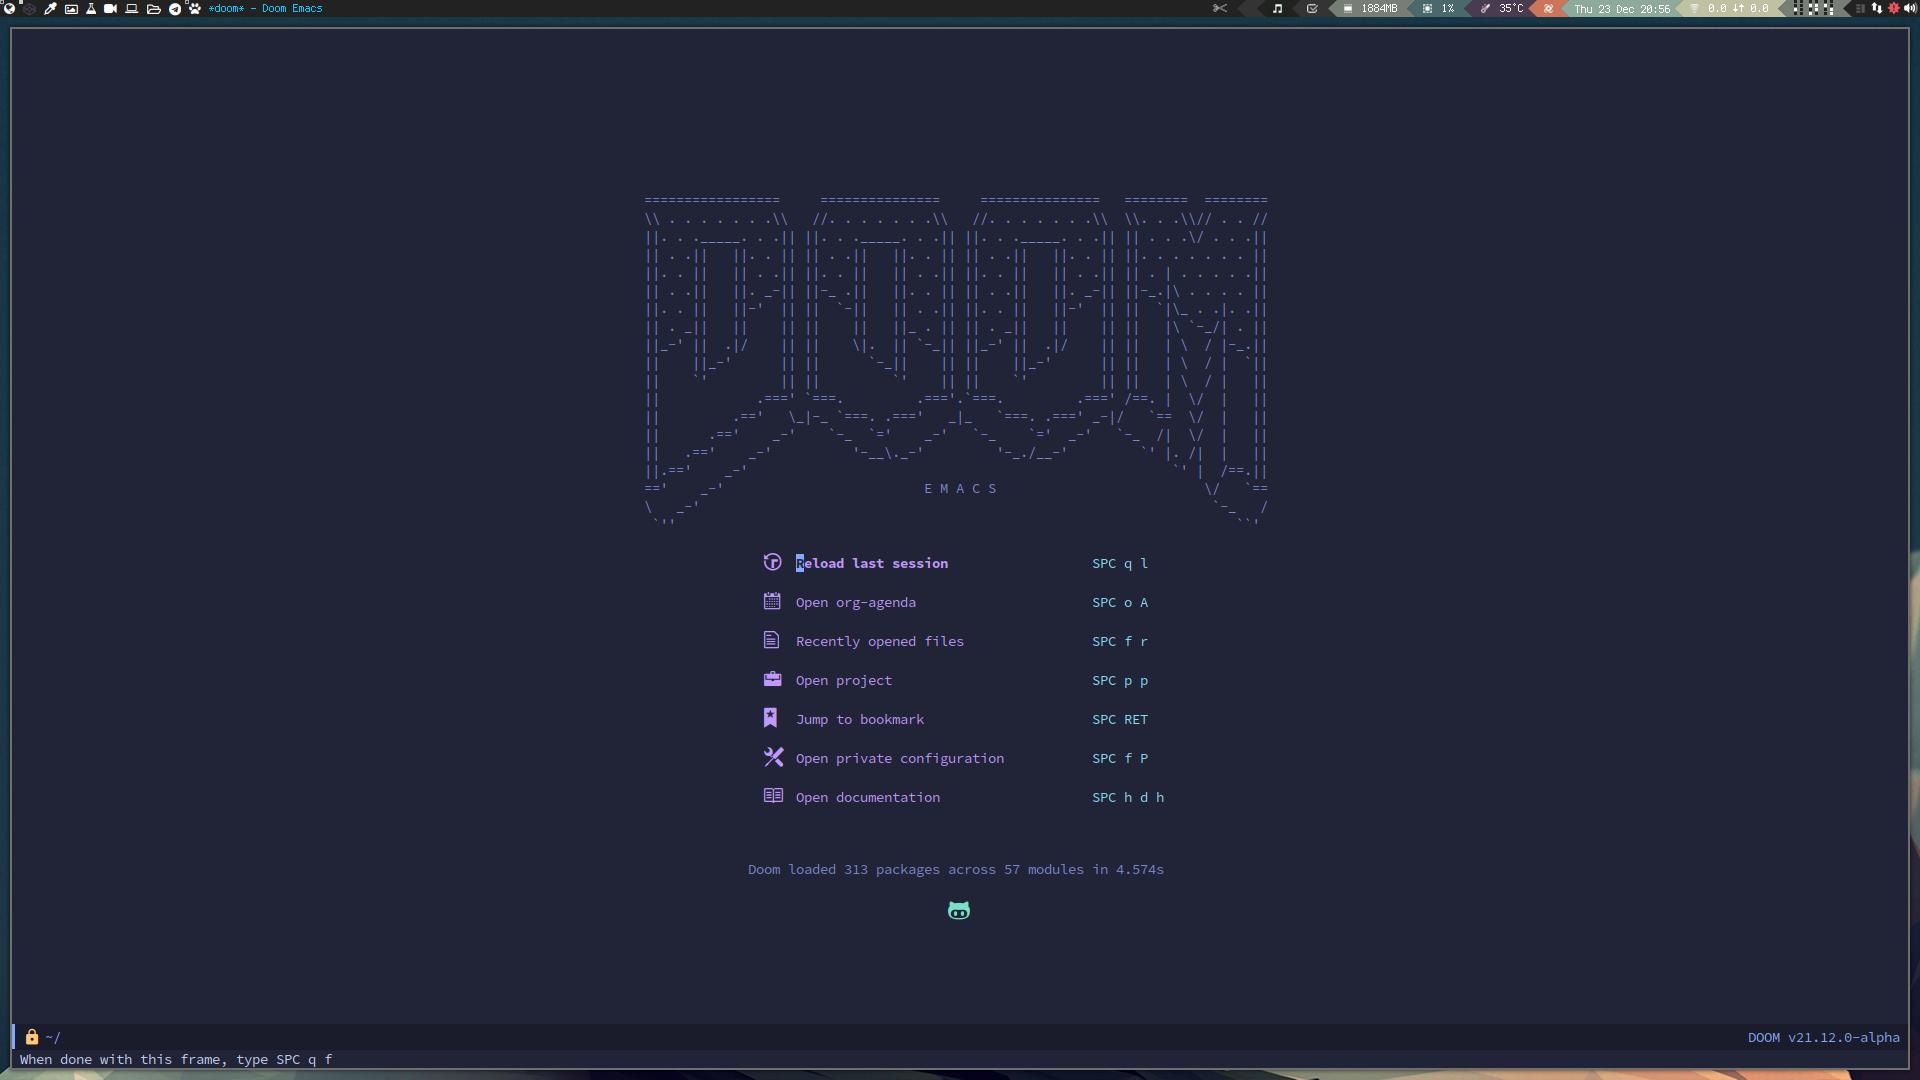 *doom* - Doom Emacs 1884MB 1% 35°C Thu 23 Dec 20:56 0.0 ↓↑ 0.0
E M A C S
Reload last session SPC q l
Open org-agenda SPC o A
Recently opened files SPC f r
Open project SPC p p
Jump to bookmark SPC RET
Open private configuration SPC f P
Open documentation SPC h d h
Doom loaded 313 packages across 57 modules in 4.574s
~/ DOOM v21.12.0-alpha
When done with this frame, type SPC q f